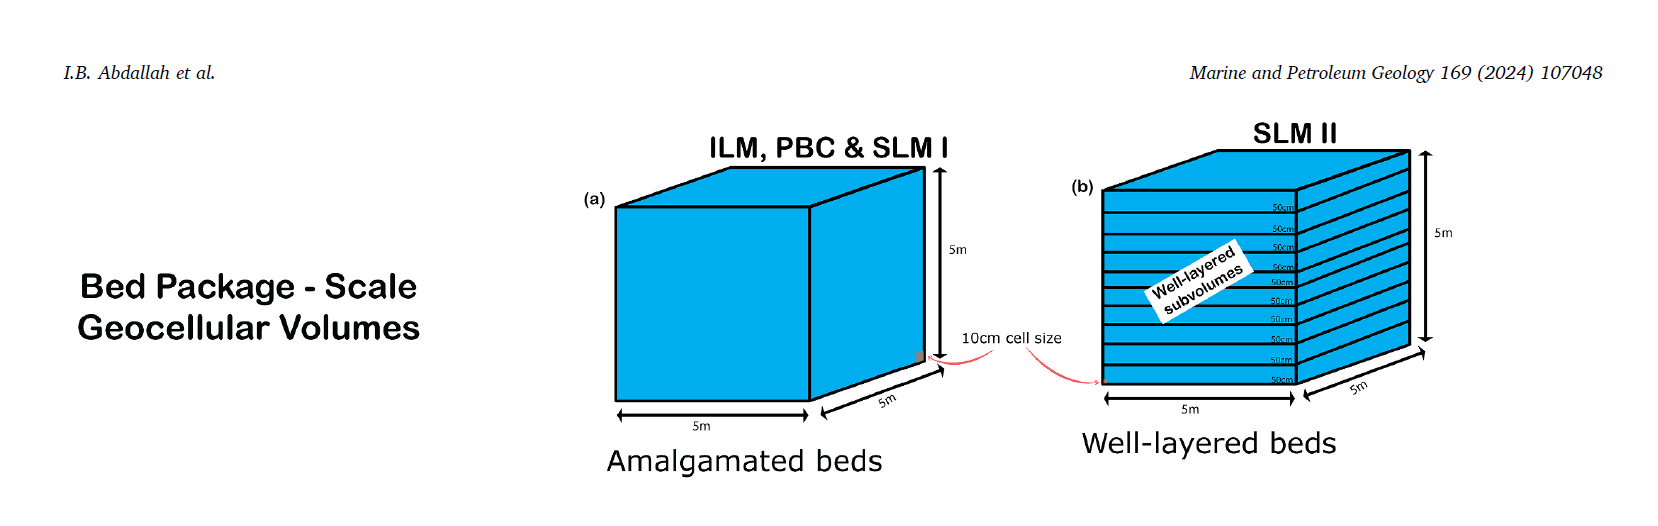 I.B. Abdallah et al.
Marine and Petroleum Geology 169 (2024) 107048
Bed Package - Scale
Geocellular Volumes
ILM, PBC & SLM I
(a)
5m
5m
5m
Amalgamated beds
10cm cell size
SLM II
(b)
50cm
50cm
50cm
50cm
50cm
50cm
50cm
50cm
50cm
50cm
Well-layered
subvolumes
5m
5m
5m
Well-layered beds